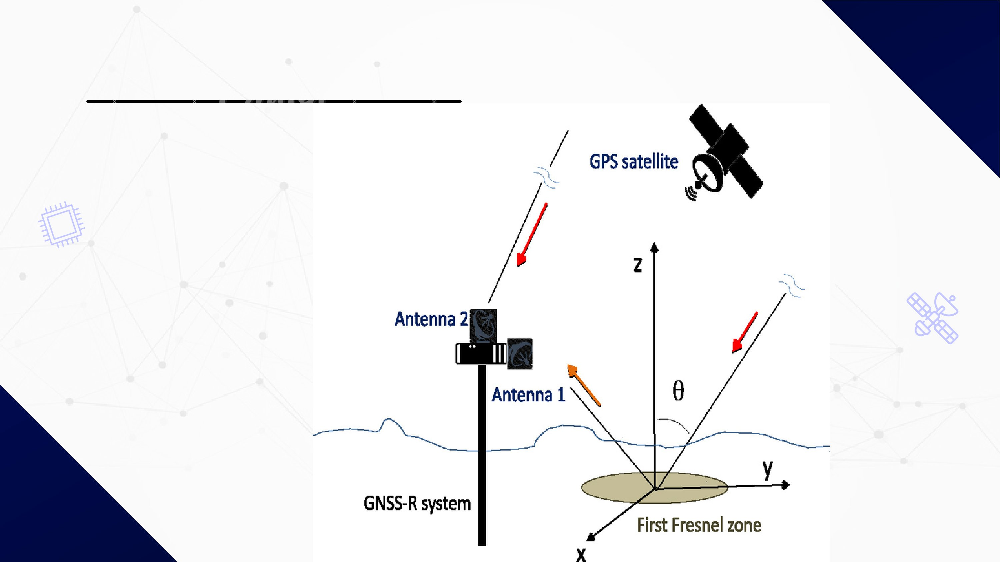 GPS satellite
z
Antenna 2
θ
Antenna 1
y
GNSS-R system
First Fresnel zone
x